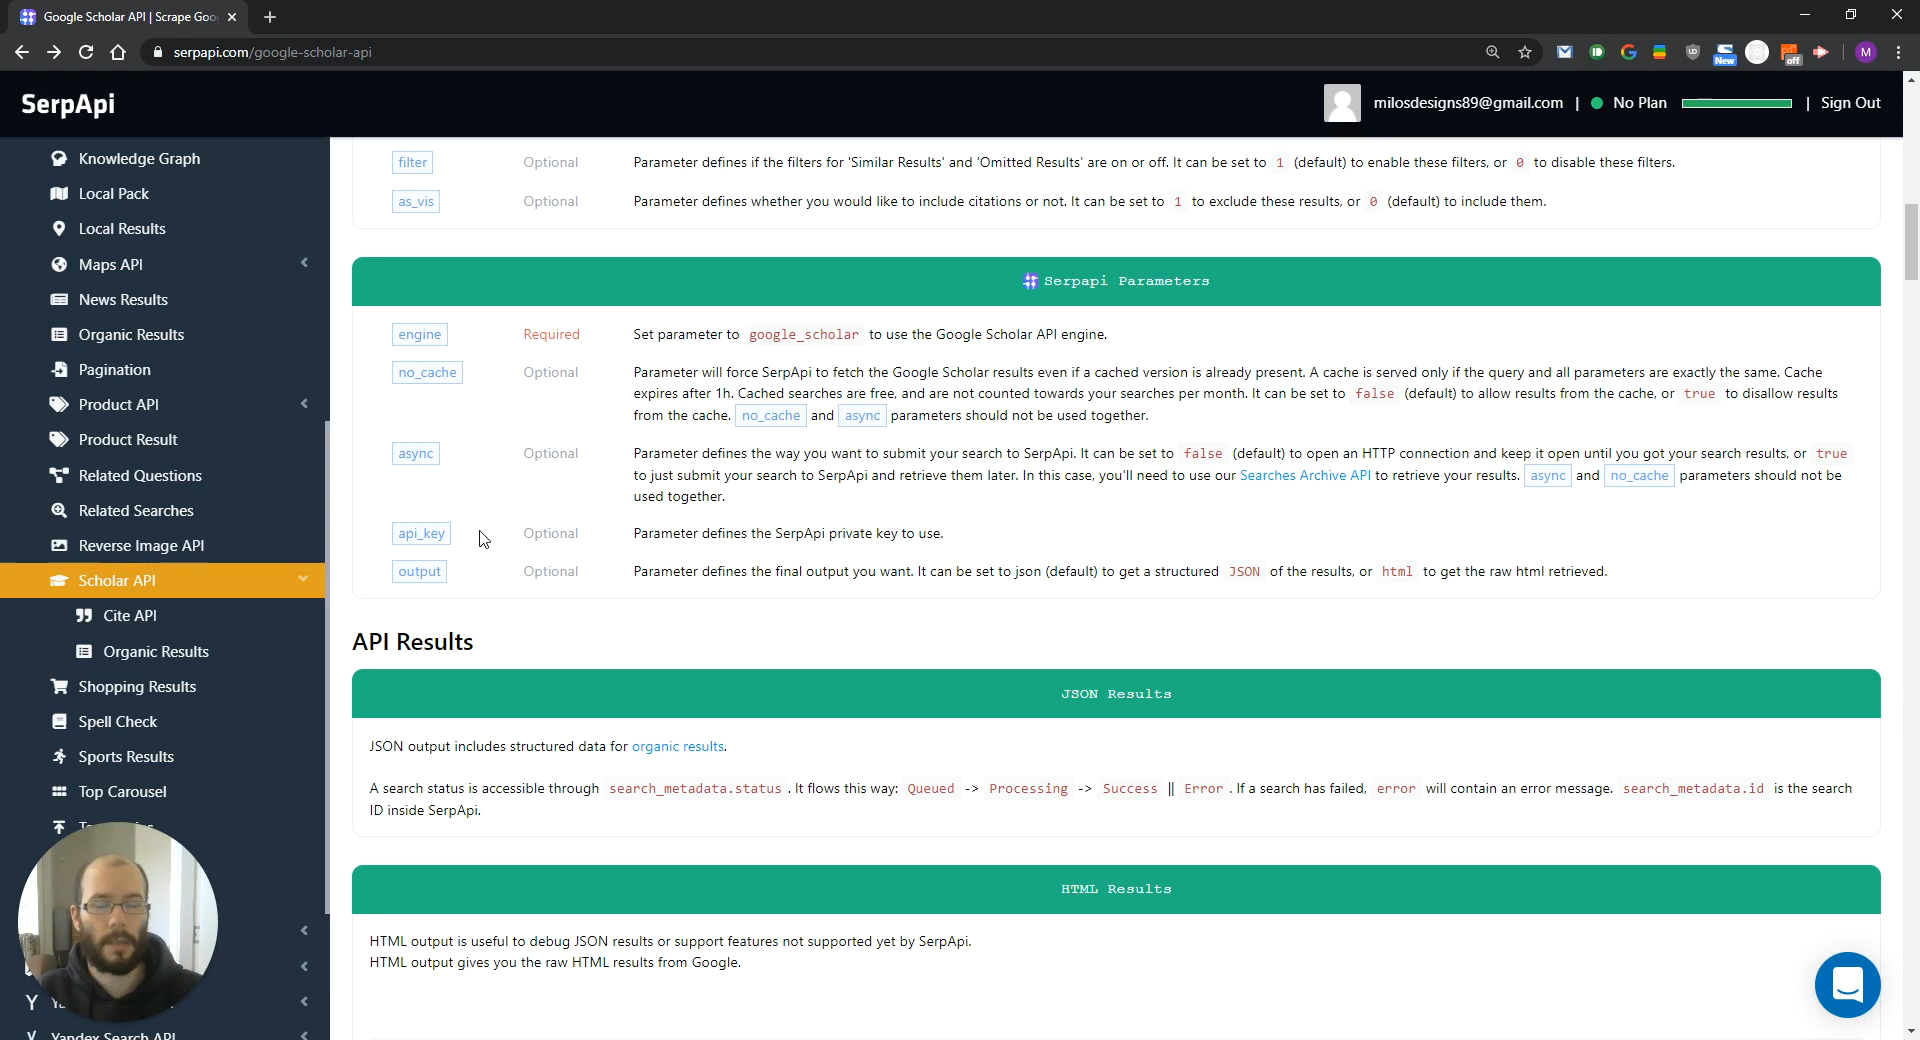 Google Scholar API | Scrape Goo
serpapi.com/google-scholar-api
New
off
M
SerpApi
milosdesigns89@gmail.com | No Plan | Sign Out
Knowledge Graph
Local Pack
Local Results
Maps API
News Results
Organic Results
Pagination
Product API
Product Result
Related Questions
Related Searches
Reverse Image API
Scholar API
Cite API
Organic Results
Shopping Results
Spell Check
Sports Results
Top Carousel
Yandex Search API
filter Optional Parameter defines if the filters for 'Similar Results' and 'Omitted Results' are on or off. It can be set to 1 (default) to enable these filters, or 0 to disable these filters.
as_vis Optional Parameter defines whether you would like to include citations or not. It can be set to 1 to exclude these results, or 0 (default) to include them.
Serpapi Parameters
engine Required Set parameter to google_scholar to use the Google Scholar API engine.
no_cache Optional Parameter will force SerpApi to fetch the Google Scholar results even if a cached version is already present. A cache is served only if the query and all parameters are exactly the same. Cache
expires after 1h. Cached searches are free, and are not counted towards your searches per month. It can be set to false (default) to allow results from the cache, or true to disallow results
from the cache. no_cache and async parameters should not be used together.
async Optional Parameter defines the way you want to submit your search to SerpApi. It can be set to false (default) to open an HTTP connection and keep it open until you got your search results, or true
to just submit your search to SerpApi and retrieve them later. In this case, you'll need to use our Searches Archive API to retrieve your results. async and no_cache parameters should not be
used together.
api_key Optional Parameter defines the SerpApi private key to use.
output Optional Parameter defines the final output you want. It can be set to json (default) to get a structured JSON of the results, or html to get the raw html retrieved.
API Results
JSON Results
JSON output includes structured data for organic results.
A search status is accessible through search_metadata.status . It flows this way: Queued -> Processing -> Success || Error . If a search has failed, error will contain an error message. search_metadata.id is the search
ID inside SerpApi.
HTML Results
HTML output is useful to debug JSON results or support features not supported yet by SerpApi.
HTML output gives you the raw HTML results from Google.